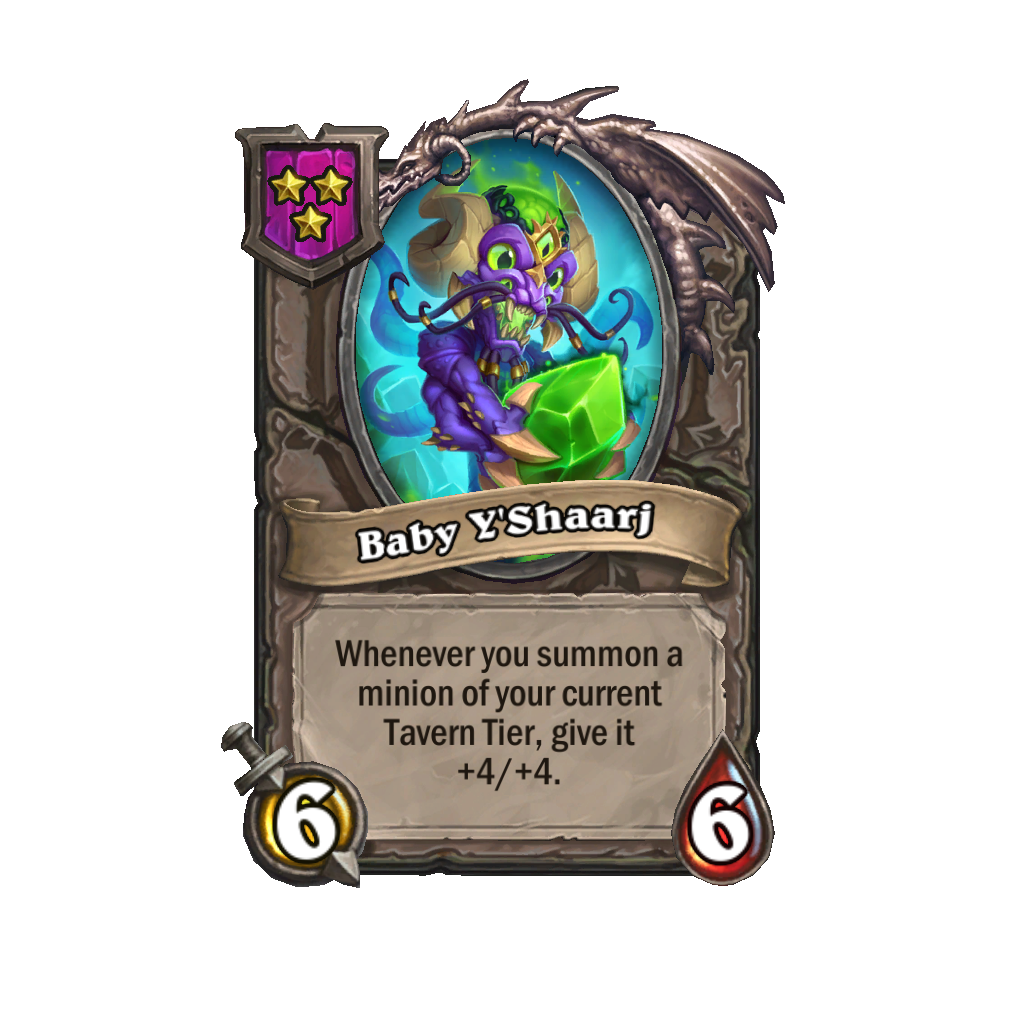 Baby Y'Shaarj
Whenever you summon a
minion of your current
Tavern Tier, give it
+4/+4.
6
6